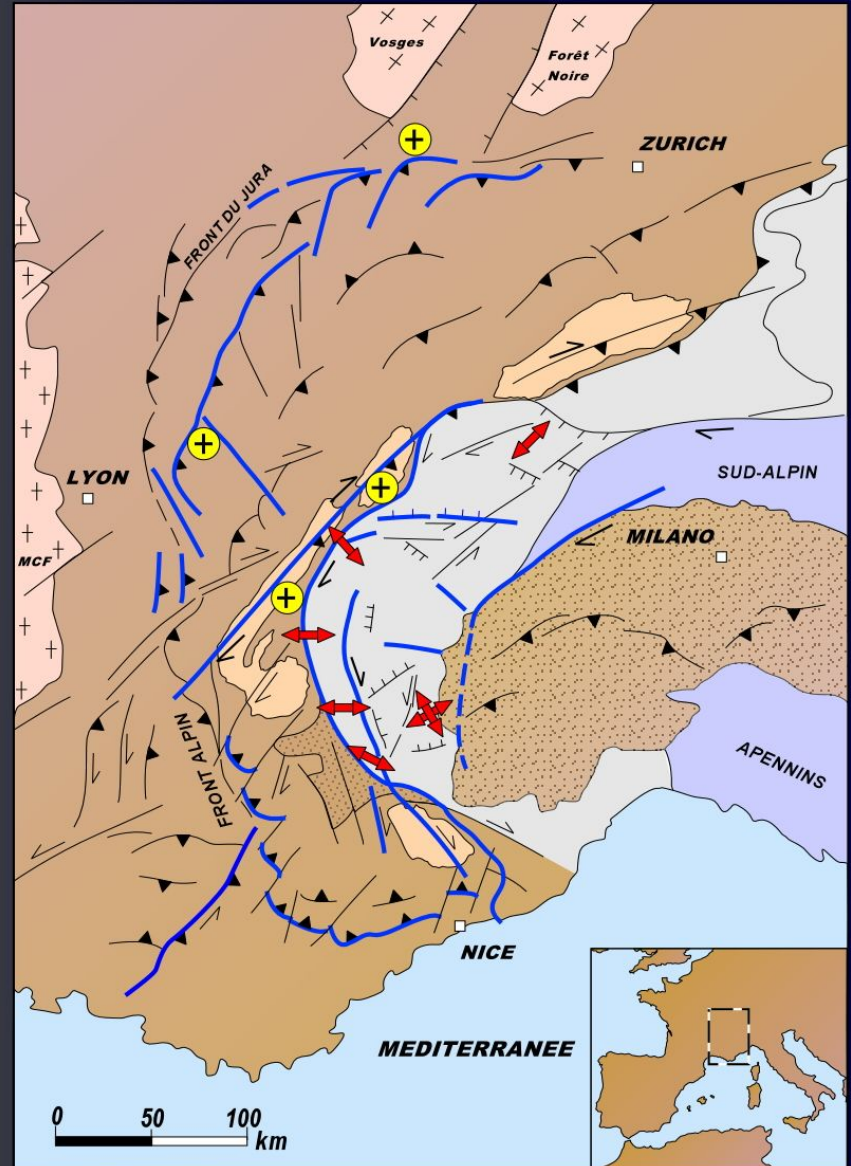 Vosges
Forêt
Noire
ZURICH
FRONT DU JURA
LYON
SUD-ALPIN
MILANO
MCF
FRONT ALPIN
APENNINS
NICE
MEDITERRANEE
0 50 100
km